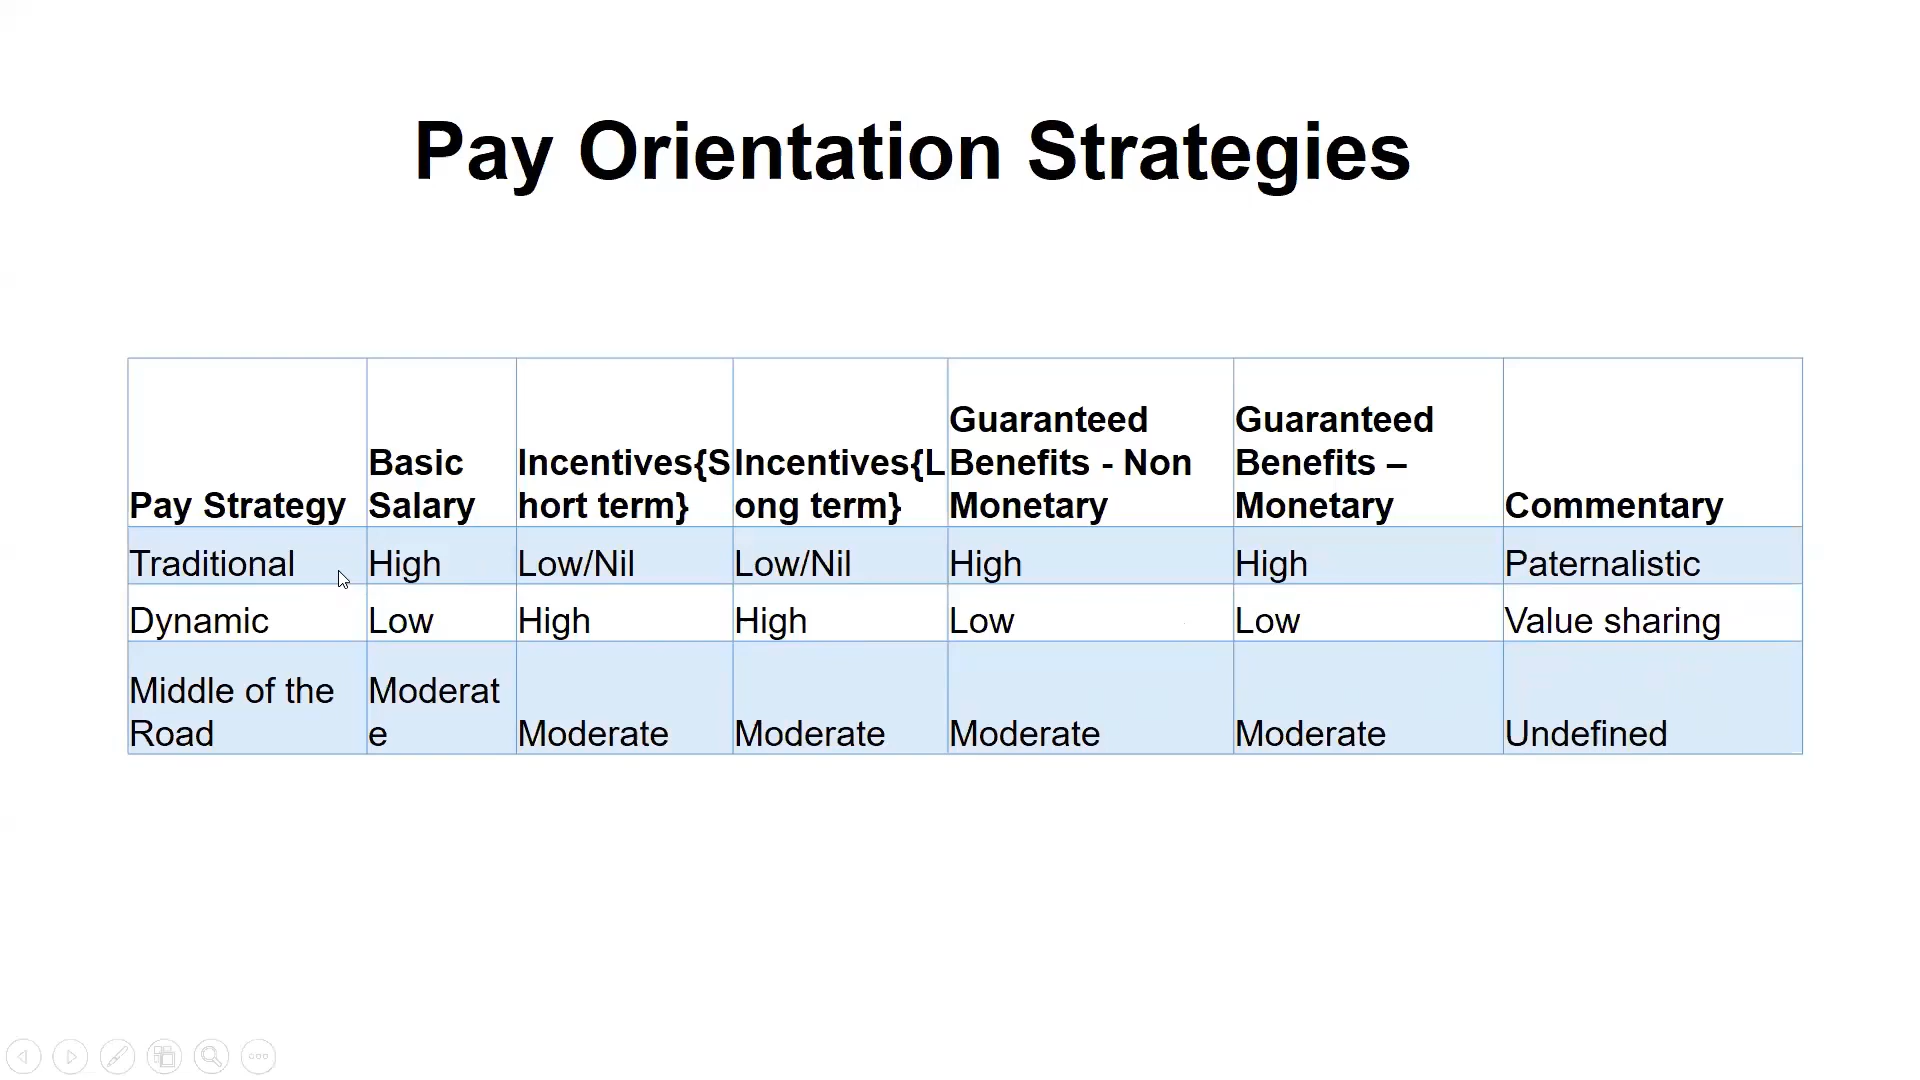 Pay Orientation Strategies
Pay Strategy
Basic
Salary
Incentives{S
hort term}
Incentives{L
ong term}
Guaranteed
Benefits - Non
Monetary
Guaranteed
Benefits –
Monetary
Commentary
Traditional
High
Low/Nil
Low/Nil
High
High
Paternalistic
Dynamic
Low
High
High
Low
Low
Value sharing
Middle of the
Road
Moderat
e
Moderate
Moderate
Moderate
Moderate
Undefined